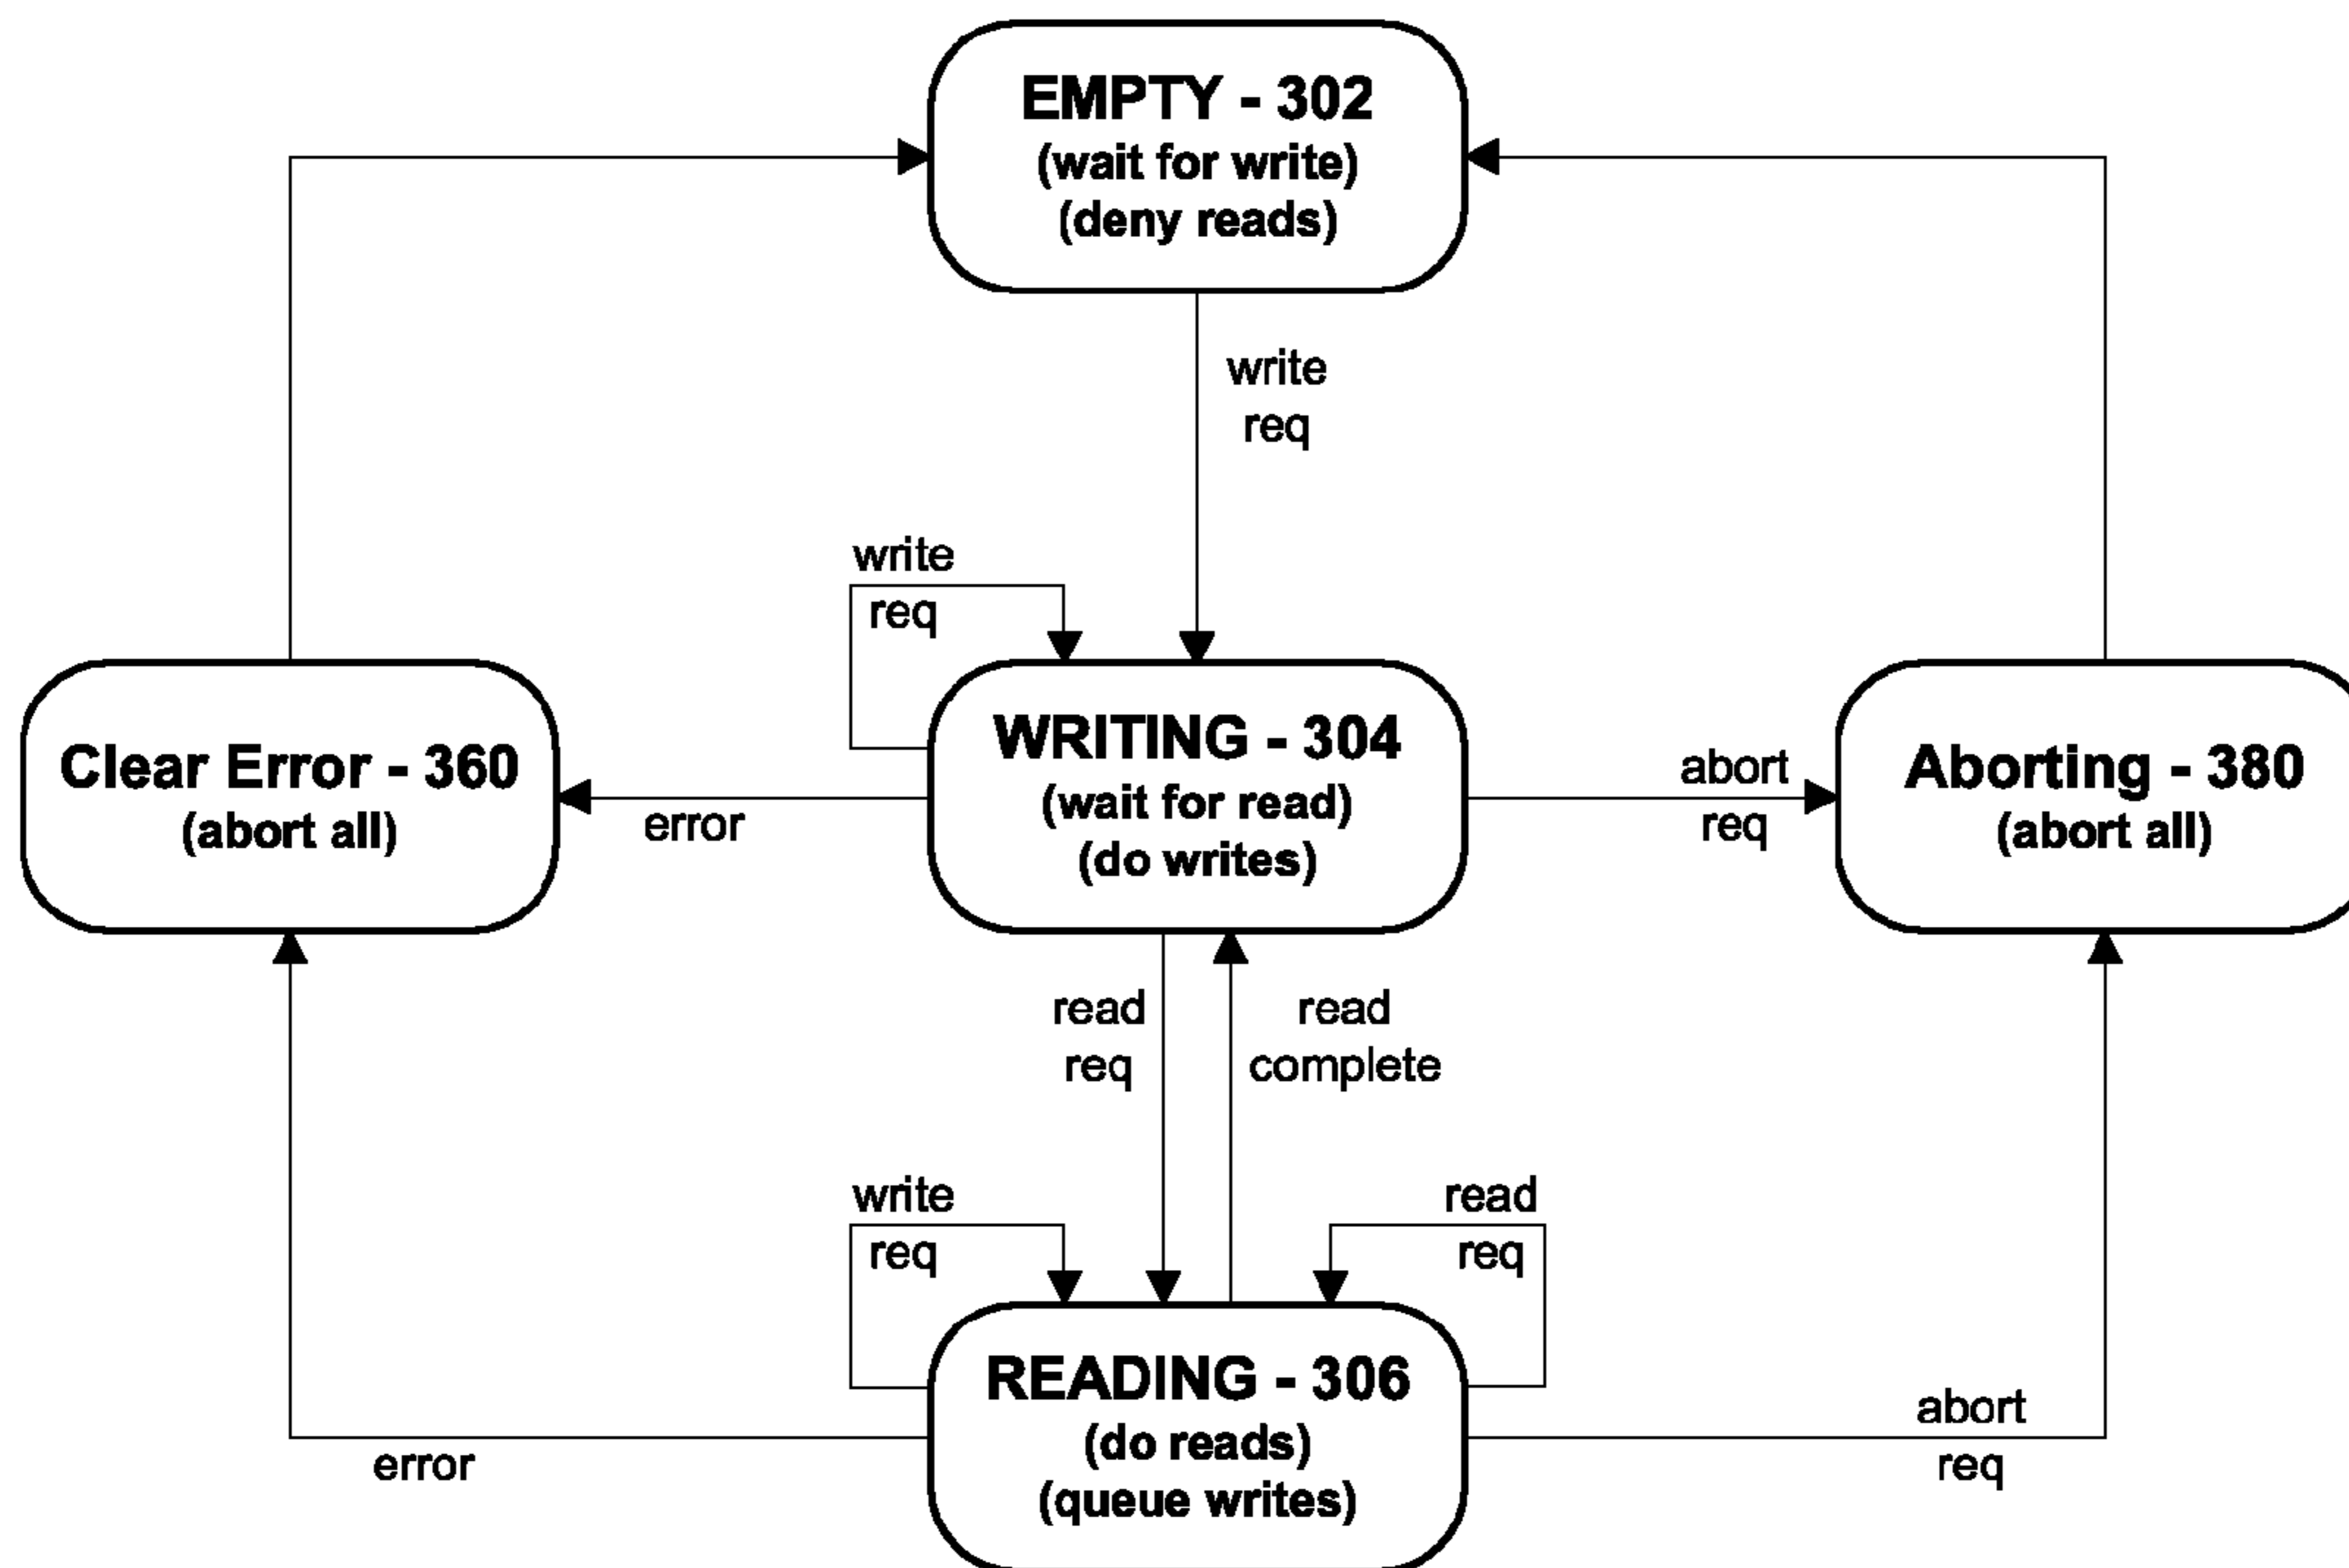 EMPTY - 302
(wait for write)
(deny reads)
write
req
write
req
Clear Error - 360
(abort all)
error
WRITING - 304
(wait for read)
(do writes)
abort
req
Aborting - 380
(abort all)
read
req
read
complete
write
req
read
req
READING - 306
(do reads)
(queue writes)
error
abort
req